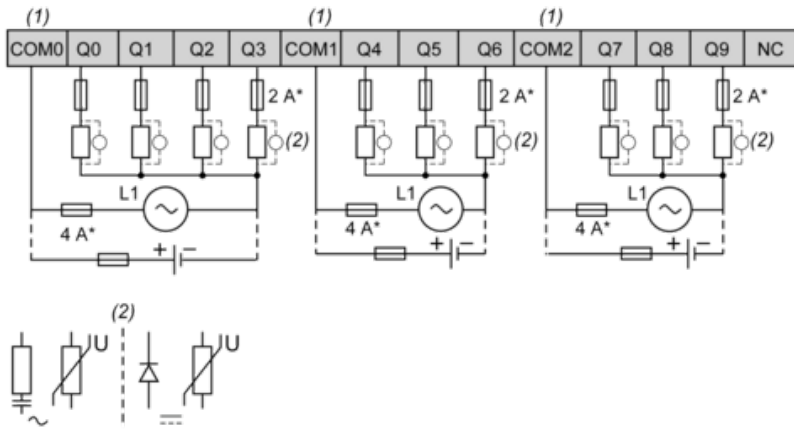 (1) (1) (1)
COM0 Q0 Q1 Q2 Q3 COM1 Q4 Q5 Q6 COM2 Q7 Q8 Q9 NC
2 A* 2 A* 2 A*
(2) (2) (2)
L1 L1 L1
4 A* 4 A* 4 A*
+ − + − + −
(2)
U U